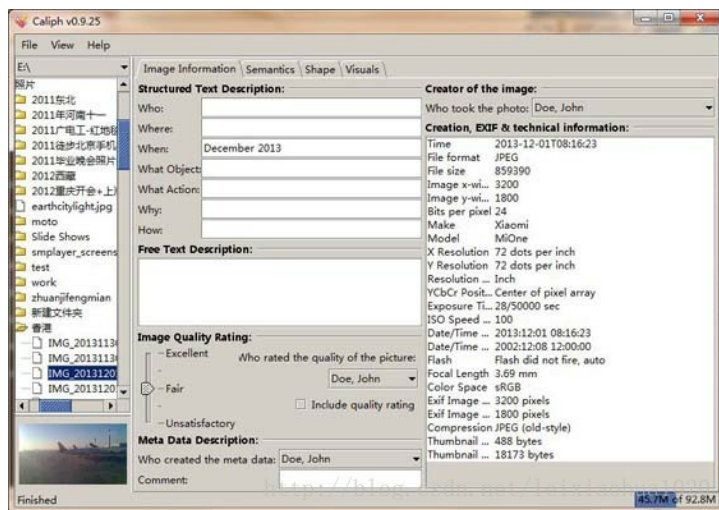 Caliph v0.9.25
File View Help
E:\
照片
2011东北
2011年河南十一
2011广电工-红地毯
2011徒步北京手机
2011毕业晚会照片
2012西藏
2012重庆开会+上
earthcitylight.jpg
moto
Slide Shows
smplayer_screens
test
work
zhuanjifengmian
新建文件夹
香港
IMG_2013113
IMG_2013113
IMG_2013120
IMG_2013120
Finished
Image Information Semantics Shape Visuals
Structured Text Description:
Who:
Where:
When: December 2013
What Object:
What Action:
Why:
How:
Free Text Description:
Image Quality Rating:
Excellent
Fair
Unsatisfactory
Who rated the quality of the picture:
Doe, John
Include quality rating
Meta Data Description:
Who created the meta data: Doe, John
Comment:
Creator of the image:
Who took the photo: Doe, John
Creation, EXIF & technical information:
Time 2013-12-01T08:16:23
File format JPEG
File size 859390
Image x-wi... 3200
Image y-wi... 1800
Bits per pixel 24
Make Xiaomi
Model MiOne
X Resolution 72 dots per inch
Y Resolution 72 dots per inch
Resolution ... Inch
YCbCr Posit... Center of pixel array
Exposure Ti... 28/50000 sec
ISO Speed ... 100
Date/Time ... 2013:12:01 08:16:23
Date/Time ... 2002:12:08 12:00:00
Flash Flash did not fire, auto
Focal Length 3.69 mm
Color Space sRGB
Exif Image ... 3200 pixels
Exif Image ... 1800 pixels
Compression JPEG (old-style)
Thumbnail ... 488 bytes
Thumbnail ... 18173 bytes
http://blog.csdn.net/leixiaohua1020
45.7M of 92.8M